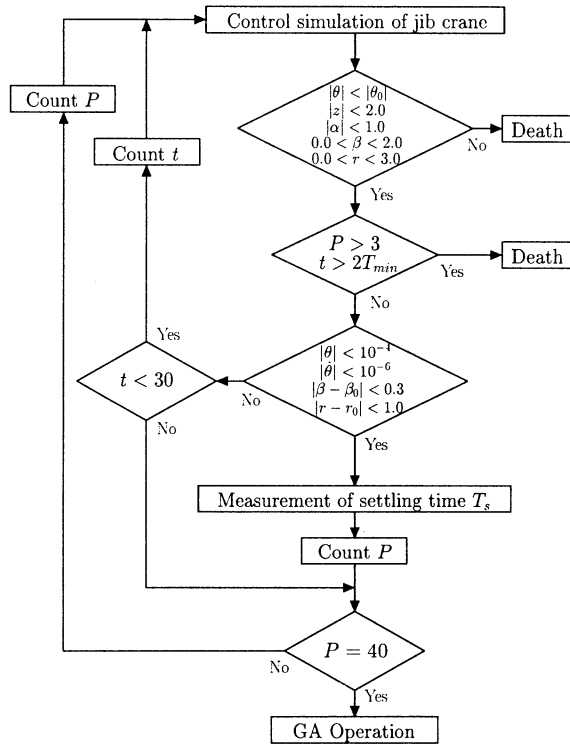 Control simulation of jib crane
Count P
|θ| < |θ₀|
|z| < 2.0
|α| < 1.0
0.0 < β < 2.0
0.0 < r < 3.0
No
Death
Count t
Yes
P > 3
t > 2T_min
Yes
Death
No
Yes
|θ| < 10⁻⁴
|θ̇| < 10⁻⁶
|β − β₀| < 0.3
|r − r₀| < 1.0
t < 30
No
No
Yes
Measurement of settling time Tₛ
Count P
P = 40
No
Yes
GA Operation